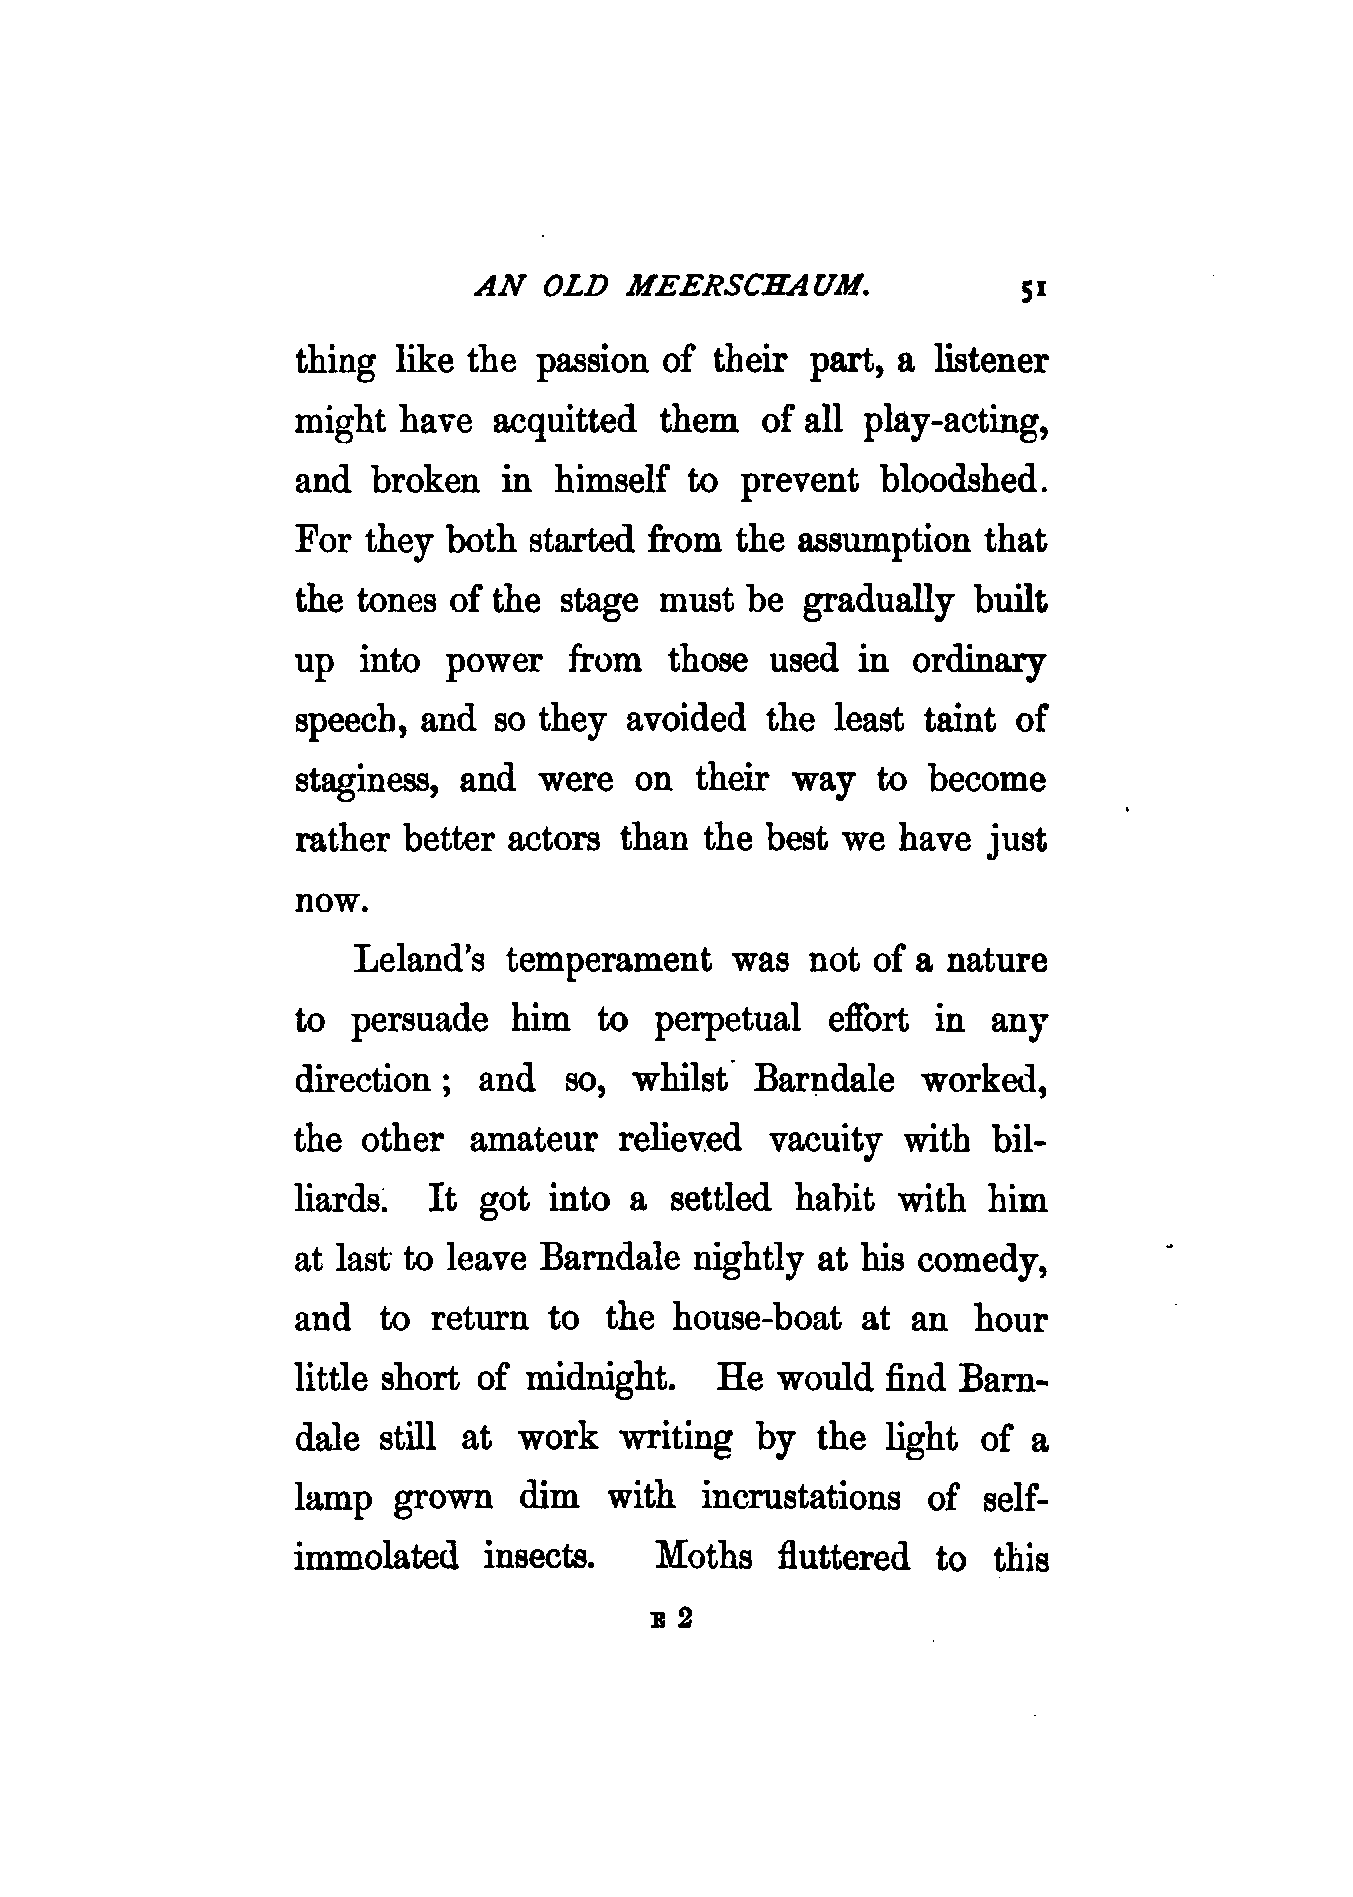 AN OLD MEERSCHAUM. 51
thing like the passion of their part, a listener
might have acquitted them of all play-acting,
and broken in himself to prevent bloodshed.
For they both started from the assumption that
the tones of the stage must be gradually built
up into power from those used in ordinary
speech, and so they avoided the least taint of
staginess, and were on their way to become
rather better actors than the best we have just
now.
Leland's temperament was not of a nature
to persuade him to perpetual effort in any
direction ; and so, whilst Barndale worked,
the other amateur relieved vacuity with bil-
liards. It got into a settled habit with him
at last to leave Barndale nightly at his comedy,
and to return to the house-boat at an hour
little short of midnight. He would find Barn-
dale still at work writing by the light of a
lamp grown dim with incrustations of self-
immolated insects. Moths fluttered to this
E 2